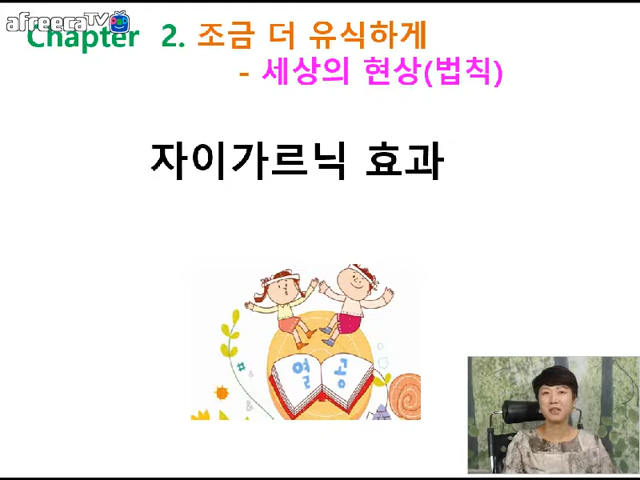 afreecaTV
Chapter 2. 조금 더 유식하게
- 세상의 현상(법칙)
자이가르닉 효과
열 공